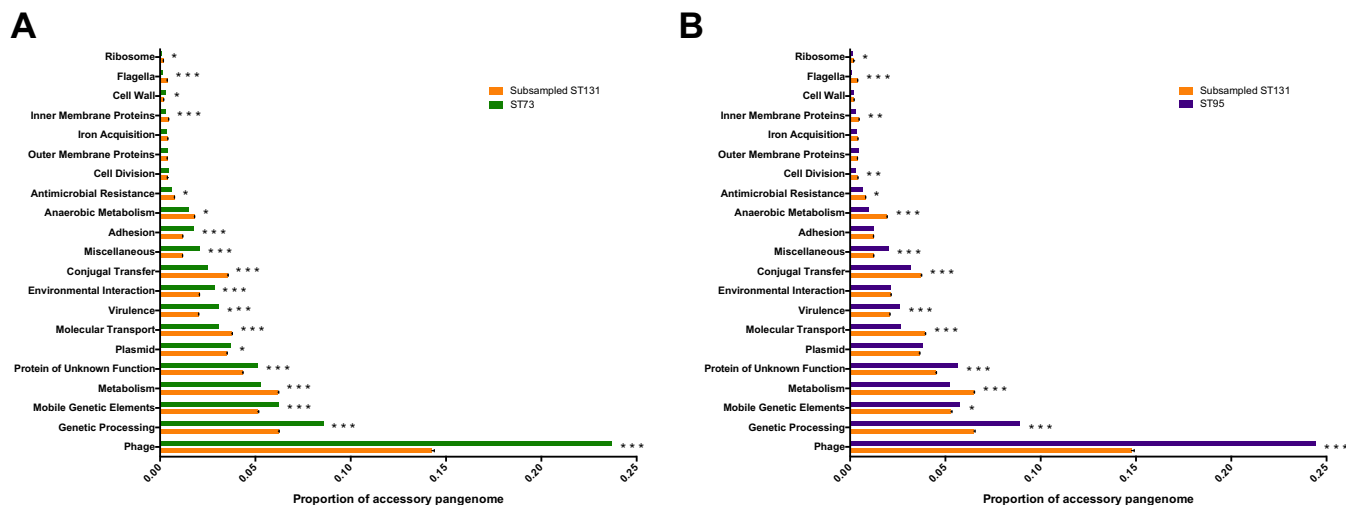 A
Ribosome *
Flagella ***
Cell Wall *
Inner Membrane Proteins ***
Iron Acquisition
Outer Membrane Proteins
Cell Division
Antimicrobial Resistance *
Anaerobic Metabolism *
Adhesion ***
Miscellaneous ***
Conjugal Transfer ***
Environmental Interaction ***
Virulence ***
Molecular Transport ***
Plasmid *
Protein of Unknown Function ***
Metabolism ***
Mobile Genetic Elements ***
Genetic Processing ***
Phage ***
Subsampled ST131
ST73
0.00 0.05 0.10 0.15 0.20 0.25
Proportion of accessory pangenome
B
Ribosome *
Flagella ***
Cell Wall
Inner Membrane Proteins **
Iron Acquisition
Outer Membrane Proteins
Cell Division **
Antimicrobial Resistance *
Anaerobic Metabolism ***
Adhesion
Miscellaneous ***
Conjugal Transfer ***
Environmental Interaction
Virulence ***
Molecular Transport ***
Plasmid
Protein of Unknown Function ***
Metabolism ***
Mobile Genetic Elements *
Genetic Processing ***
Phage ***
Subsampled ST131
ST95
0.00 0.05 0.10 0.15 0.20 0.25
Proportion of accessory pangenome